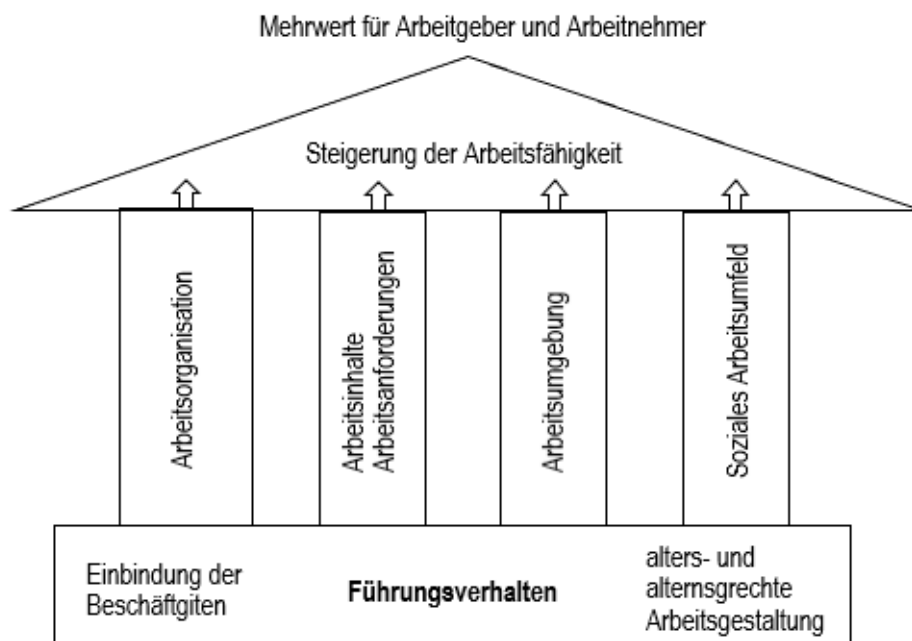 Mehrwert für Arbeitgeber und Arbeitnehmer
Steigerung der Arbeitsfähigkeit
Arbeitsorganisation
Arbeitsinhalte
Arbeitsanforderungen
Arbeitsumgebung
Soziales Arbeitsumfeld
Einbindung der
Beschäftgiten
Führungsverhalten
alters- und
alternsgrechte
Arbeitsgestaltung